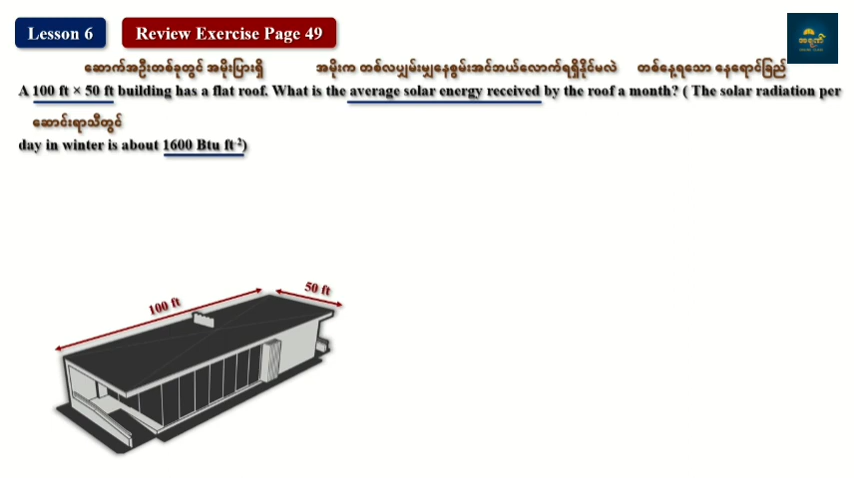 Lesson 6
Review Exercise Page 49
အာရုဏ်
ဆောက်အဦးတစ်ခုတွင် အမိုးပြားရှိ အမိုးက တစ်လပျှမ်းမျှနေစွမ်းအင်ဘယ်လောက်ရရှိနိုင်မလဲ တစ်နေ့ရသော နေရောင်ခြည်
A 100 ft × 50 ft building has a flat roof. What is the average solar energy received by the roof a month? ( The solar radiation per
ဆောင်းရာသီတွင်
day in winter is about 1600 Btu ft⁻²)
100 ft
50 ft